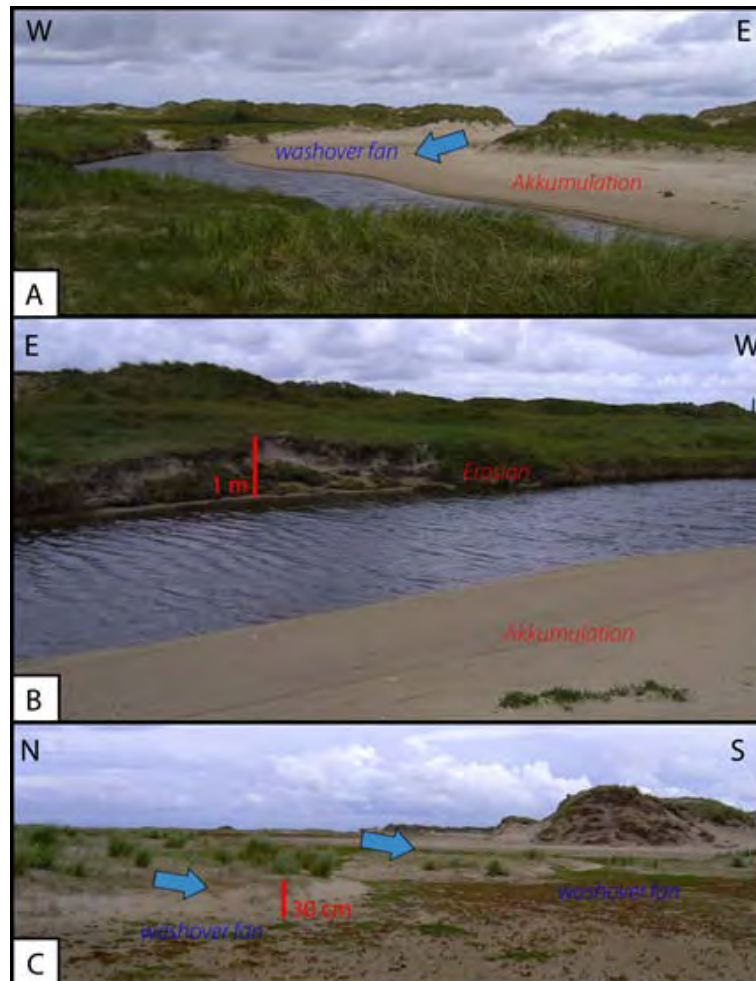 W E
washover fan
Akkumulation
A
E W
1 m
Erosion
Akkumulation
B
N S
30 cm
washover fan
washover fan
C